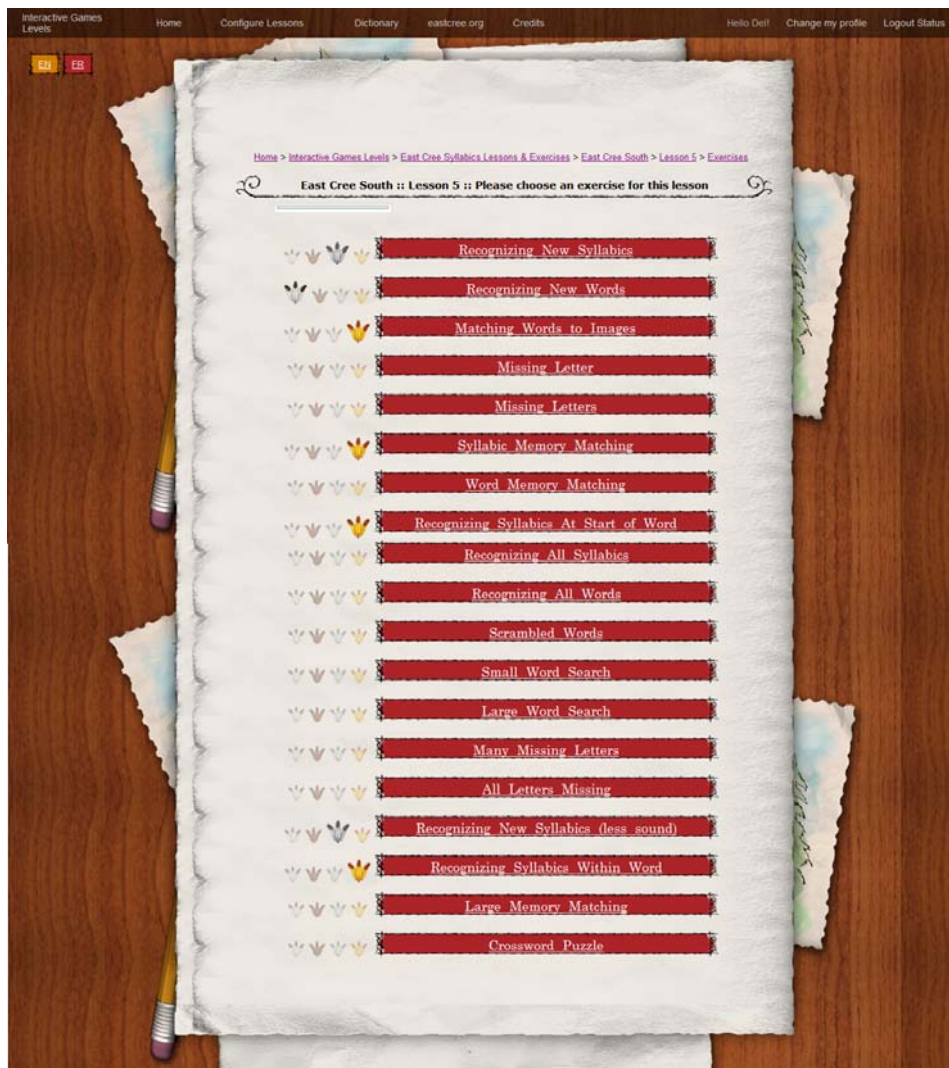 Interactive Games Levels
Home
Configure Lessons
Dictionary
eastcree.org
Credits
Hello Del!
Change my profile
Logout Status
EN
FR
Home > Interactive Games Levels > East Cree Syllabics Lessons & Exercises > East Cree South > Lesson 5 > Exercises
East Cree South :: Lesson 5 :: Please choose an exercise for this lesson
Recognizing New Syllabics
Recognizing New Words
Matching Words to Images
Missing Letter
Missing Letters
Syllabic Memory Matching
Word Memory Matching
Recognizing Syllabics At Start of Word
Recognizing All Syllabics
Recognizing All Words
Scrambled Words
Small Word Search
Large Word Search
Many Missing Letters
All Letters Missing
Recognizing New Syllabics (less sound)
Recognizing Syllabics Within Word
Large Memory Matching
Crossword Puzzle